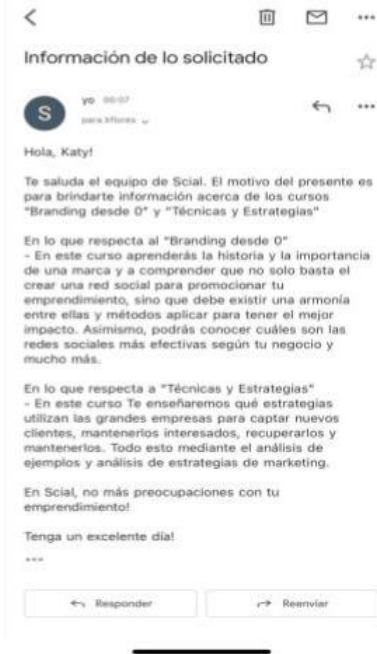 Información de lo solicitado
S
yo 00:07
para kflores
Hola, Katy!
Te saluda el equipo de Scial. El motivo del presente es
para brindarte información acerca de los cursos
"Branding desde 0" y "Técnicas y Estrategias"
En lo que respecta al "Branding desde 0"
- En este curso aprenderás la historia y la importancia
de una marca y a comprender que no solo basta el
crear una red social para promocionar tu
emprendimiento, sino que debe existir una armonía
entre ellas y métodos aplicar para tener el mejor
impacto. Asimismo, podrás conocer cuáles son las
redes sociales más efectivas según tu negocio y
mucho más.
En lo que respecta a "Técnicas y Estrategias"
- En este curso Te enseñaremos qué estrategias
utilizan las grandes empresas para captar nuevos
clientes, mantenerlos interesados, recuperarlos y
mantenerlos. Todo esto mediante el análisis de
ejemplos y análisis de estrategias de marketing.
En Scial, no más preocupaciones con tu
emprendimiento!
Tenga un excelente día!
Responder
Reenviar